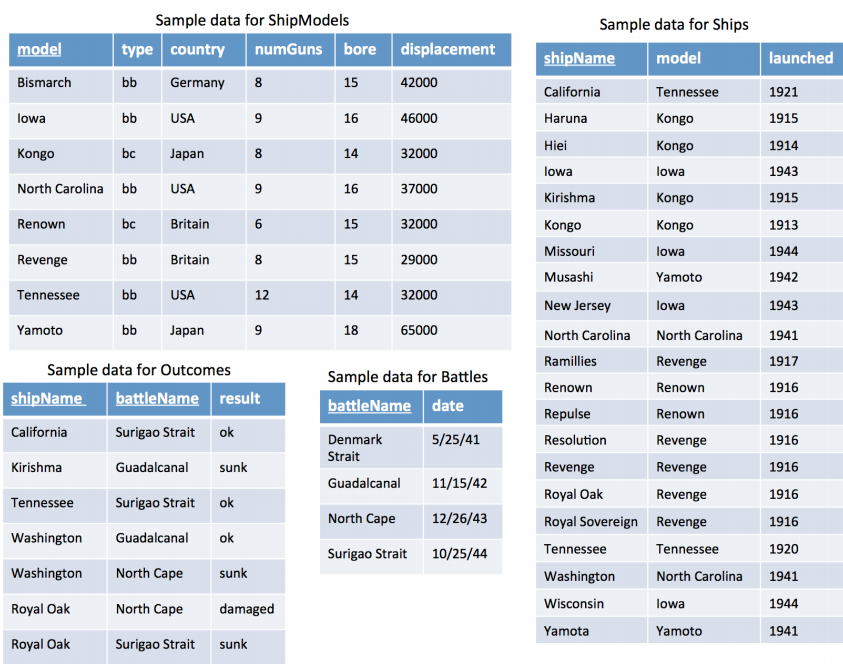 Sample data for ShipModels
model type country numGuns bore displacement
Bismarch bb Germany 8 15 42000
Iowa bb USA 9 16 46000
Kongo bc Japan 8 14 32000
North Carolina bb USA 9 16 37000
Renown bc Britain 6 15 32000
Revenge bb Britain 8 15 29000
Tennessee bb USA 12 14 32000
Yamoto bb Japan 9 18 65000
Sample data for Outcomes
shipName battleName result
California Surigao Strait ok
Kirishma Guadalcanal sunk
Tennessee Surigao Strait ok
Washington Guadalcanal ok
Washington North Cape sunk
Royal Oak North Cape damaged
Royal Oak Surigao Strait sunk
Sample data for Battles
battleName date
Denmark 5/25/41
Strait
Guadalcanal 11/15/42
North Cape 12/26/43
Surigao Strait 10/25/44
Sample data for Ships
shipName model launched
California Tennessee 1921
Haruna Kongo 1915
Hiei Kongo 1914
Iowa Iowa 1943
Kirishma Kongo 1915
Kongo Kongo 1913
Missouri Iowa 1944
Musashi Yamoto 1942
New Jersey Iowa 1943
North Carolina North Carolina 1941
Ramillies Revenge 1917
Renown Renown 1916
Repulse Renown 1916
Resolution Revenge 1916
Revenge Revenge 1916
Royal Oak Revenge 1916
Royal Sovereign Revenge 1916
Tennessee Tennessee 1920
Washington North Carolina 1941
Wisconsin Iowa 1944
Yamota Yamoto 1941